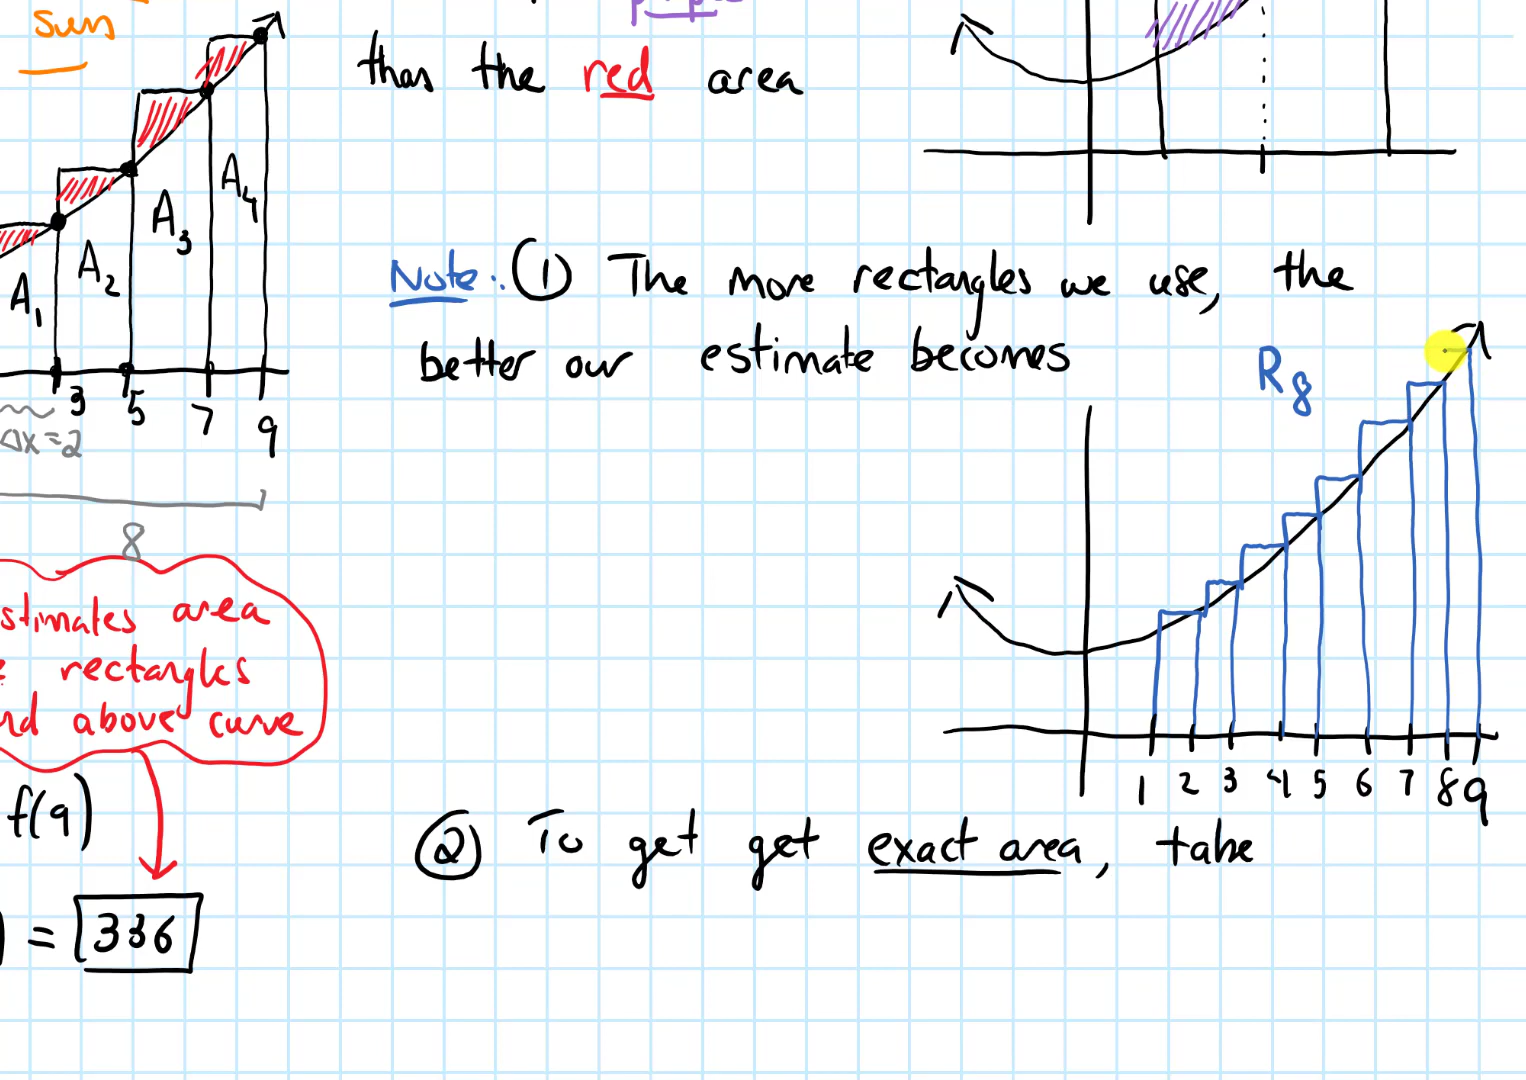 sum
than the red area
A₁ A₂ A₃ A₄
3 5 7 9
Δx=2
8
Note: ① The more rectangles we use, the
better our estimate becomes
R₈
stimates area
rectangles
above curve
f(9)
= 336
1 2 3 4 5 6 7 8 9
② To get get exact area, take